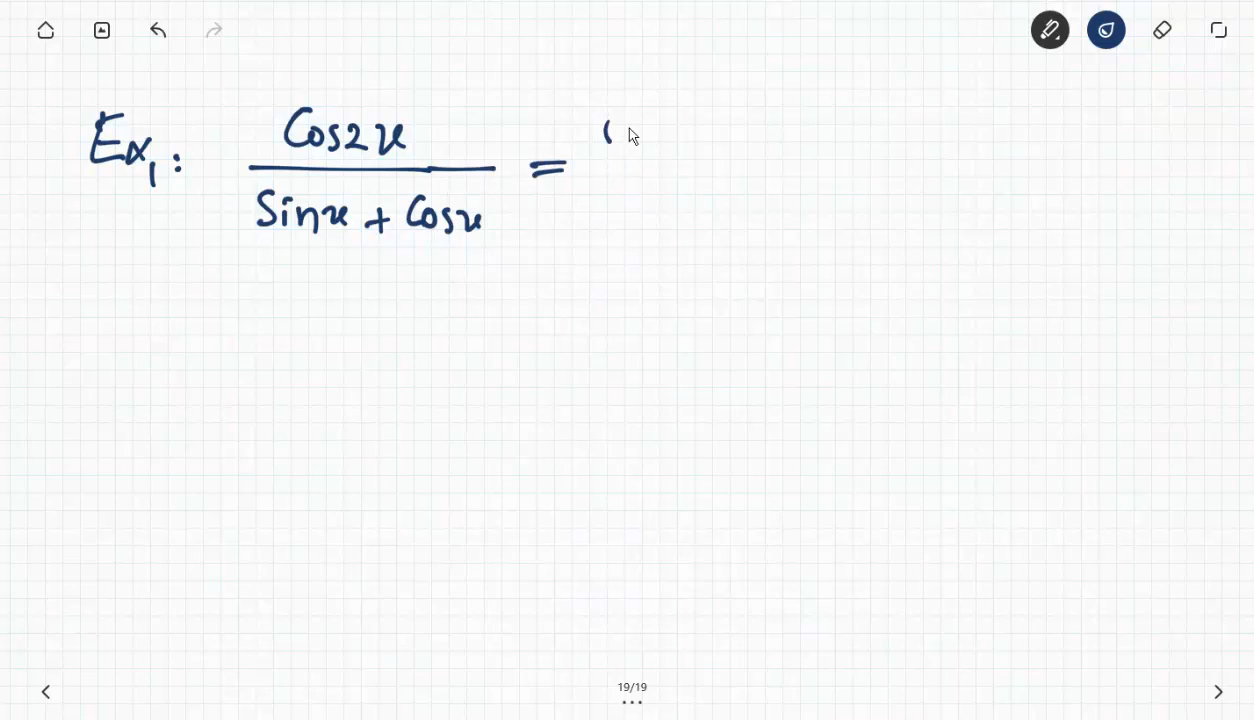 Ex1: Cos2x / Sinx + Cosx = (
19/19